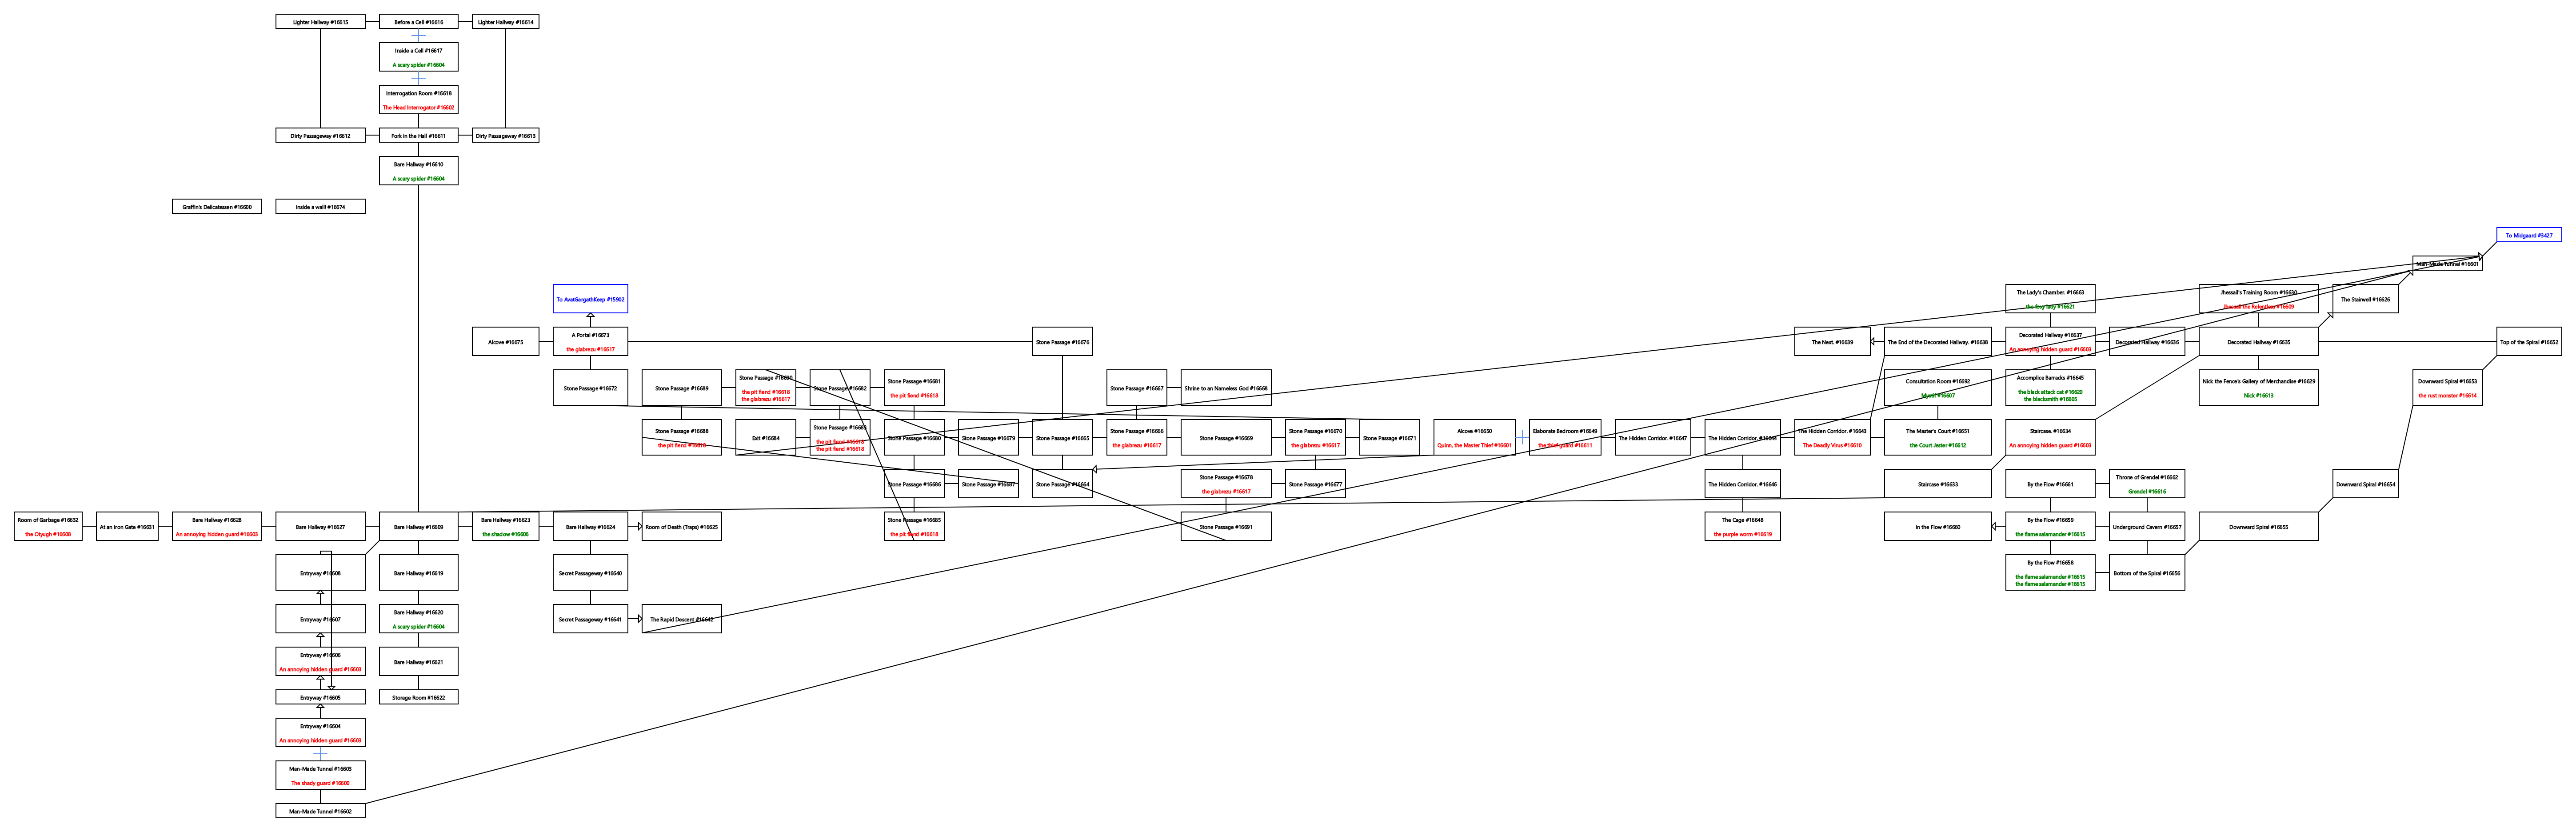 Lighter Hallway #16615
Before a Cell #16616
Lighter Hallway #16614
Inside a Cell #16617
A scary spider #16604
Interrogation Room #16618
The Head Interrogator #16602
Dirty Passageway #16612
Fork in the Hall #16611
Dirty Passageway #16613
Bare Hallway #16610
A scary spider #16604
Graffin's Delicatessen #16600
Inside a wall! #16674
To Midgaard #3427
Man-Made Tunnel #16601
To AvatGargathKeep #15902
The Lady's Chamber. #16663
the foxy lady #16621
Jhessail's Training Room #16630
Jhessail the Relentless #16609
The Stairwell #16626
Alcove #16675
A Portal #16673
the glabrezu #16617
Stone Passage #16676
The Nest. #16639
The End of the Decorated Hallway. #16638
Decorated Hallway #16637
An annoying hidden guard #16603
Decorated Hallway #16636
Decorated Hallway #16635
Top of the Spiral #16652
Stone Passage #16672
Stone Passage #16689
Stone Passage #16690
the pit fiend #16618
the glabrezu #16617
Stone Passage #16682
Stone Passage #16681
the pit fiend #16618
Stone Passage #16667
Shrine to an Nameless God #16668
Consultation Room #16692
Mystil #16607
Accomplice Barracks #16645
the black attack cat #16620
the blacksmith #16605
Nick the Fence's Gallery of Merchandise #16629
Nick #16613
Downward Spiral #16653
the rust monster #16614
Stone Passage #16688
the pit fiend #16618
Exit #16684
Stone Passage #16683
the pit fiend #16618
the pit fiend #16618
Stone Passage #16680
Stone Passage #16679
Stone Passage #16665
Stone Passage #16666
the glabrezu #16617
Stone Passage #16669
Stone Passage #16670
the glabrezu #16617
Stone Passage #16671
Alcove #16650
Quinn, the Master Thief #16601
Elaborate Bedroom #16649
the thief guard #16611
The Hidden Corridor. #16647
The Hidden Corridor. #16644
The Hidden Corridor. #16643
The Deadly Virus #16610
The Master's Court #16651
the Court Jester #16612
Staircase. #16634
An annoying hidden guard #16603
Stone Passage #16686
Stone Passage #16687
Stone Passage #16664
Stone Passage #16678
the glabrezu #16617
Stone Passage #16677
The Hidden Corridor. #16646
Staircase #16633
By the Flow #16661
Throne of Grendel #16662
Grendel #16616
Downward Spiral #16654
Room of Garbage #16632
the Otyugh #16608
At an Iron Gate #16631
Bare Hallway #16628
An annoying hidden guard #16603
Bare Hallway #16627
Bare Hallway #16609
Bare Hallway #16623
the shadow #16606
Bare Hallway #16624
Room of Death (Traps) #16625
Stone Passage #16685
the pit fiend #16618
Stone Passage #16691
The Cage #16648
the purple worm #16619
In the Flow #16660
By the Flow #16659
the flame salamander #16615
Underground Cavern #16657
Downward Spiral #16655
Entryway #16608
Bare Hallway #16619
Secret Passageway #16640
By the Flow #16658
the flame salamander #16615
the flame salamander #16615
Bottom of the Spiral #16656
Entryway #16607
Bare Hallway #16620
A scary spider #16604
Secret Passageway #16641
The Rapid Descent #16642
Entryway #16606
An annoying hidden guard #16603
Bare Hallway #16621
Entryway #16605
Storage Room #16622
Entryway #16604
An annoying hidden guard #16603
Man-Made Tunnel #16603
The shady guard #16600
Man-Made Tunnel #16602